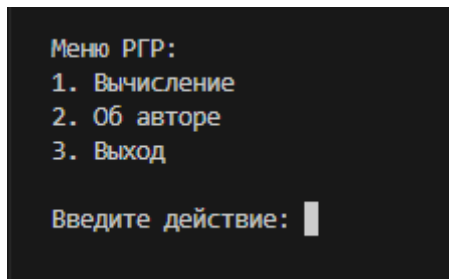 Меню РГР:
1. Вычисление
2. Об авторе
3. Выход
Введите действие: